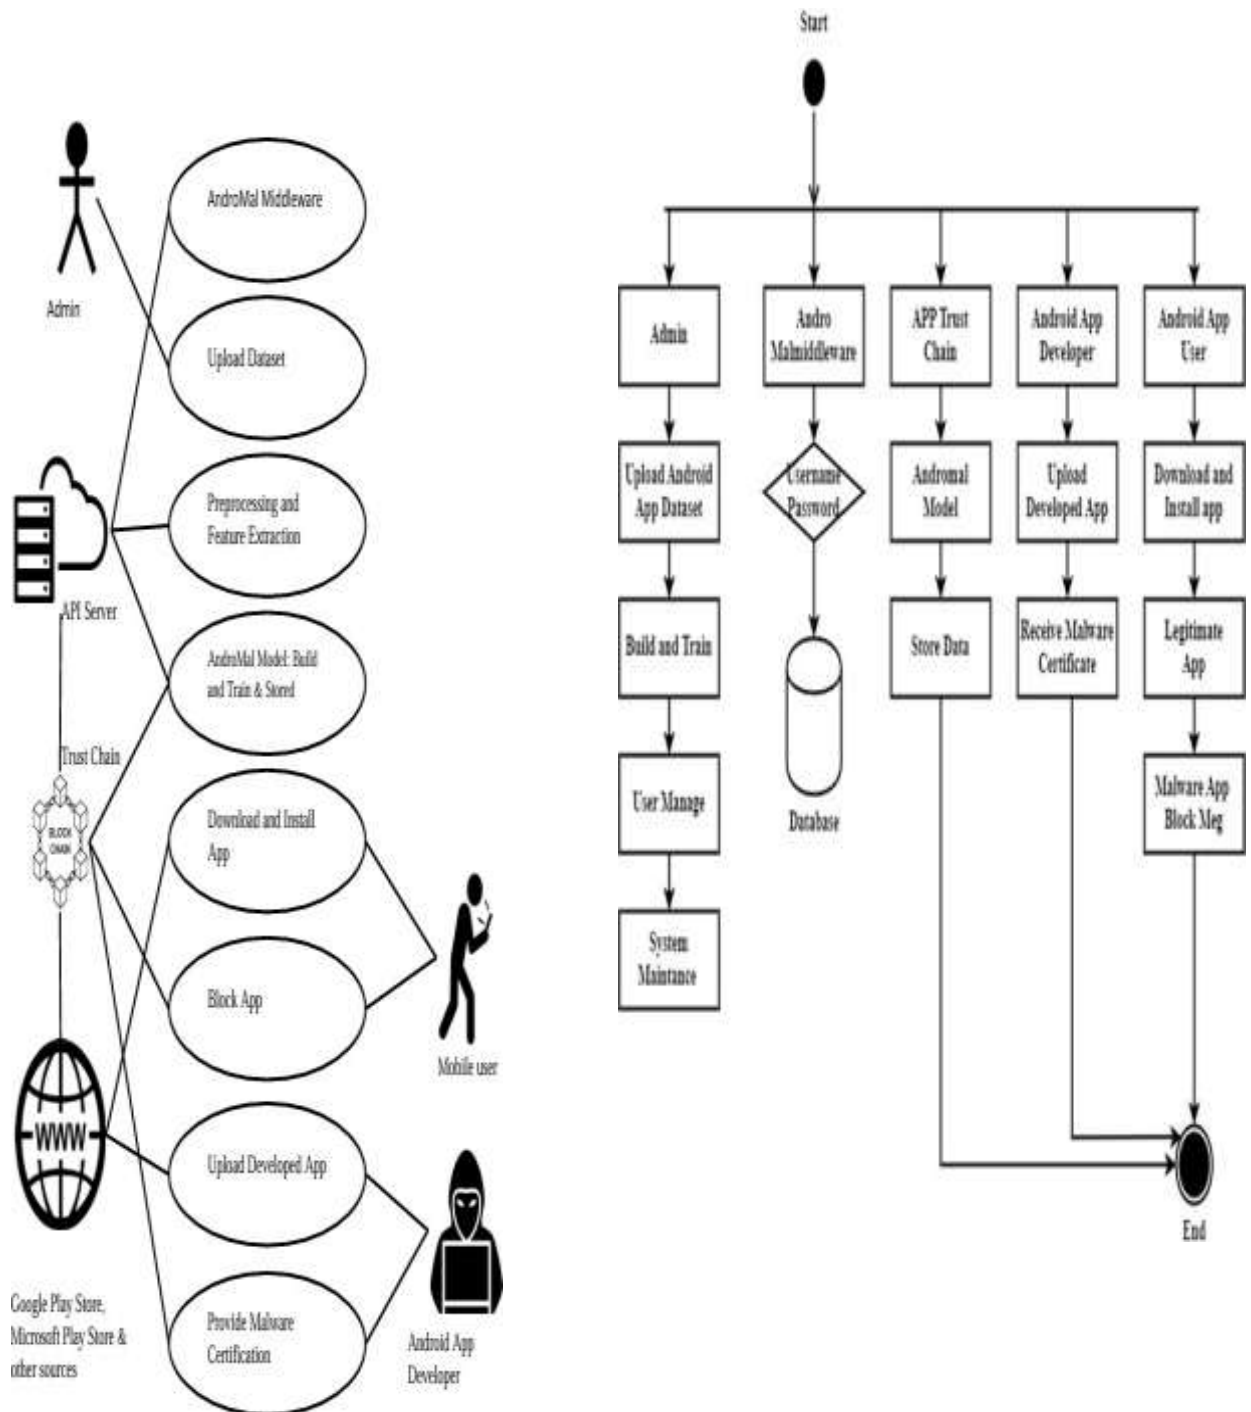 Admin
AndroMal Middleware
Upload Dataset
API Server
Preprocessing and
Feature Extraction
AndroMal Model: Build
and Train & Stored
Trust Chain
BLOCK
CHAIN
Download and Install
App
Block App
Mobile user
WWW
Upload Developed App
Google Play Store,
Microsoft Play Store &
other sources
Provide Malware
Certification
Android App
Developer
Start
Admin
Upload Android
App Dataset
Build and Train
User Manage
System
Maintance
Andro
Malmiddleware
Username
Password
Database
APP Trust
Chain
Andromal
Model
Store Data
Android App
Developer
Upload
Developed App
Receive Malware
Certificate
Android App
User
Download and
Install app
Legitimate
App
Malware App
Block Meg
End